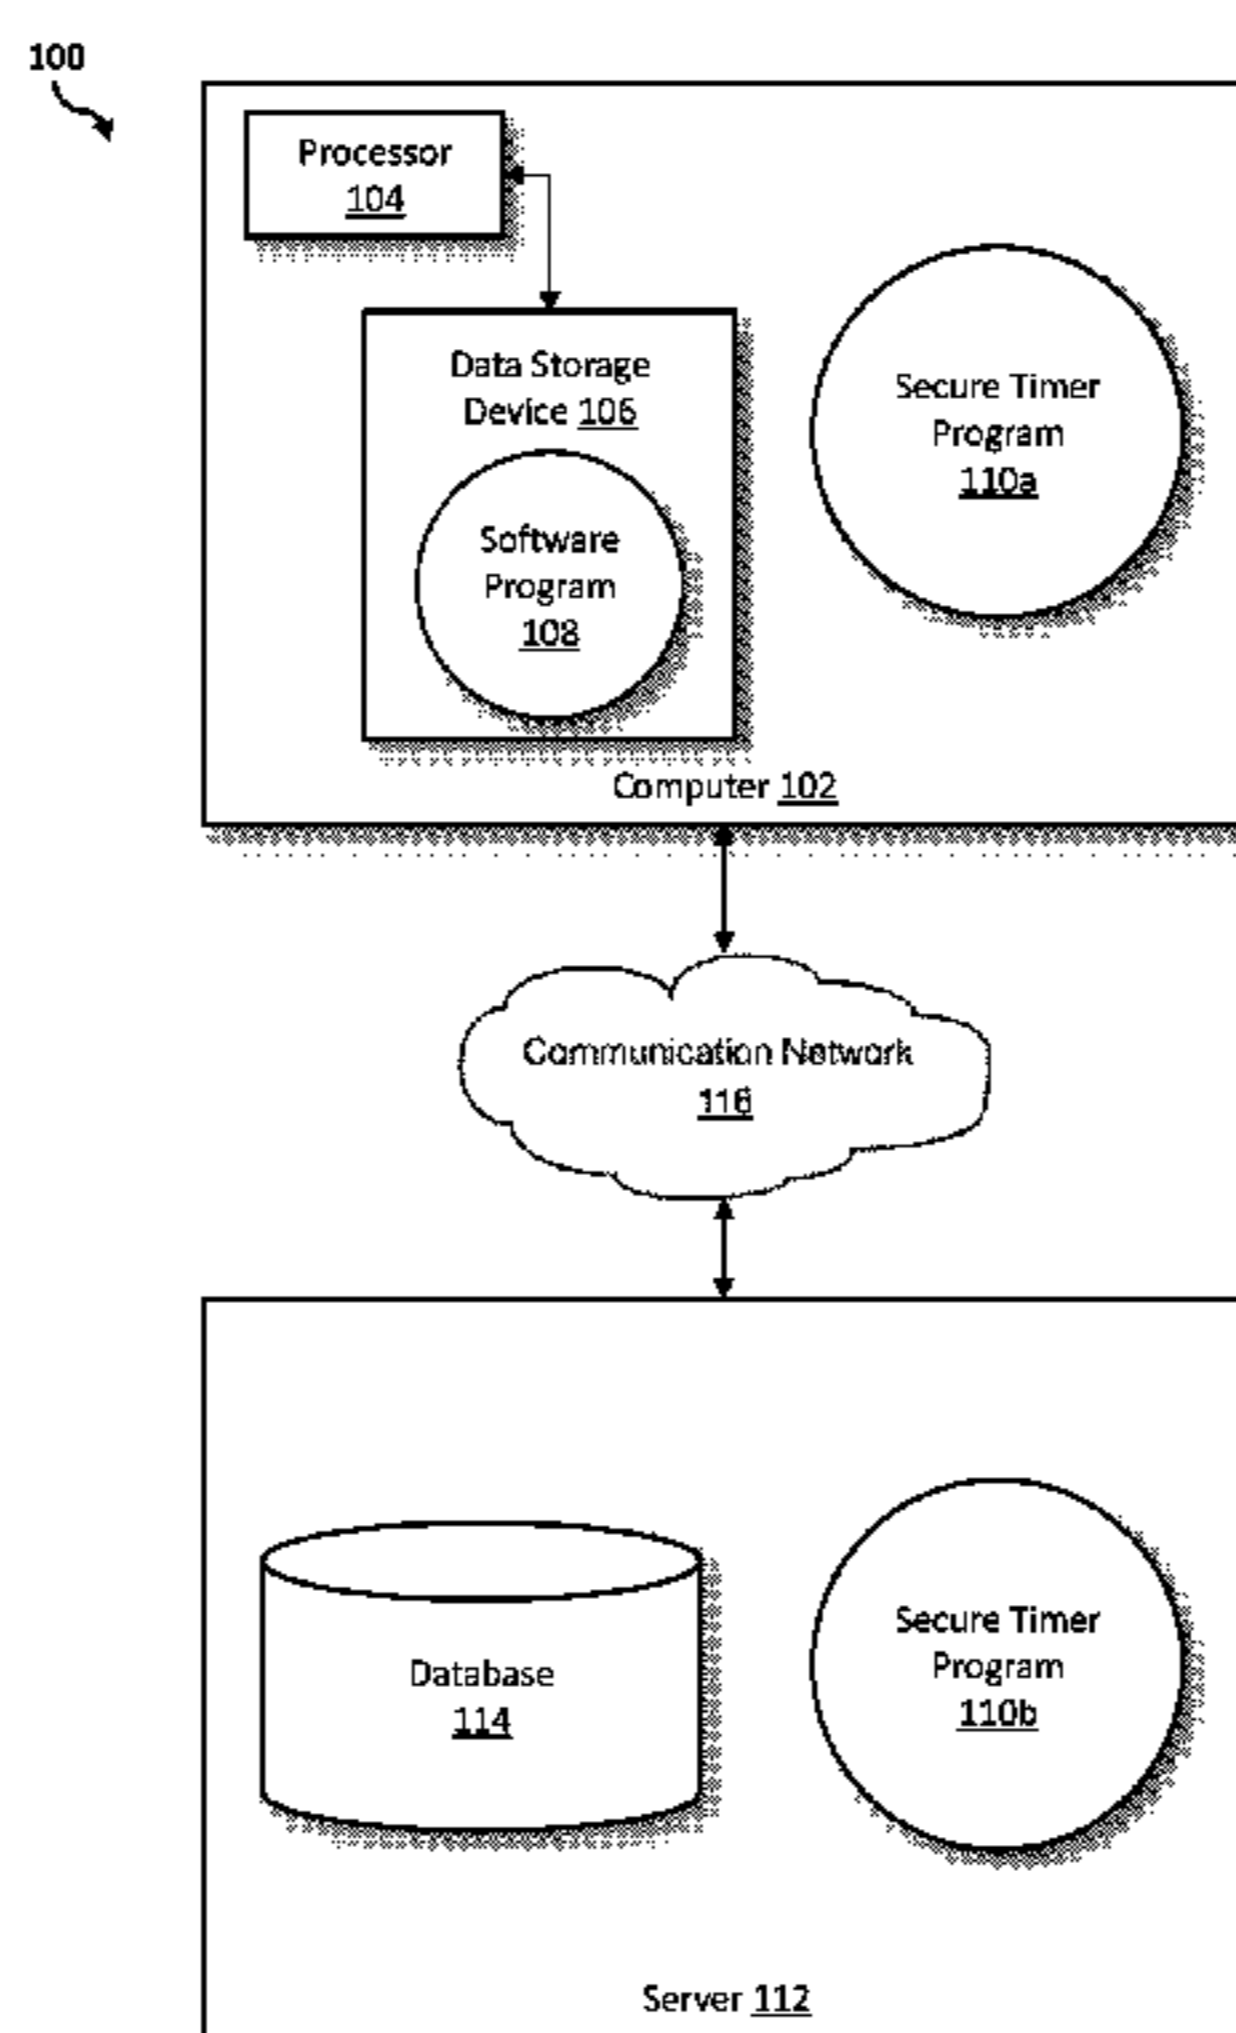 100
Processor
104
Data Storage
Device 106
Software
Program
108
Secure Timer
Program
110a
Computer 102
Communication Network
116
Database
114
Secure Timer
Program
110b
Server 112